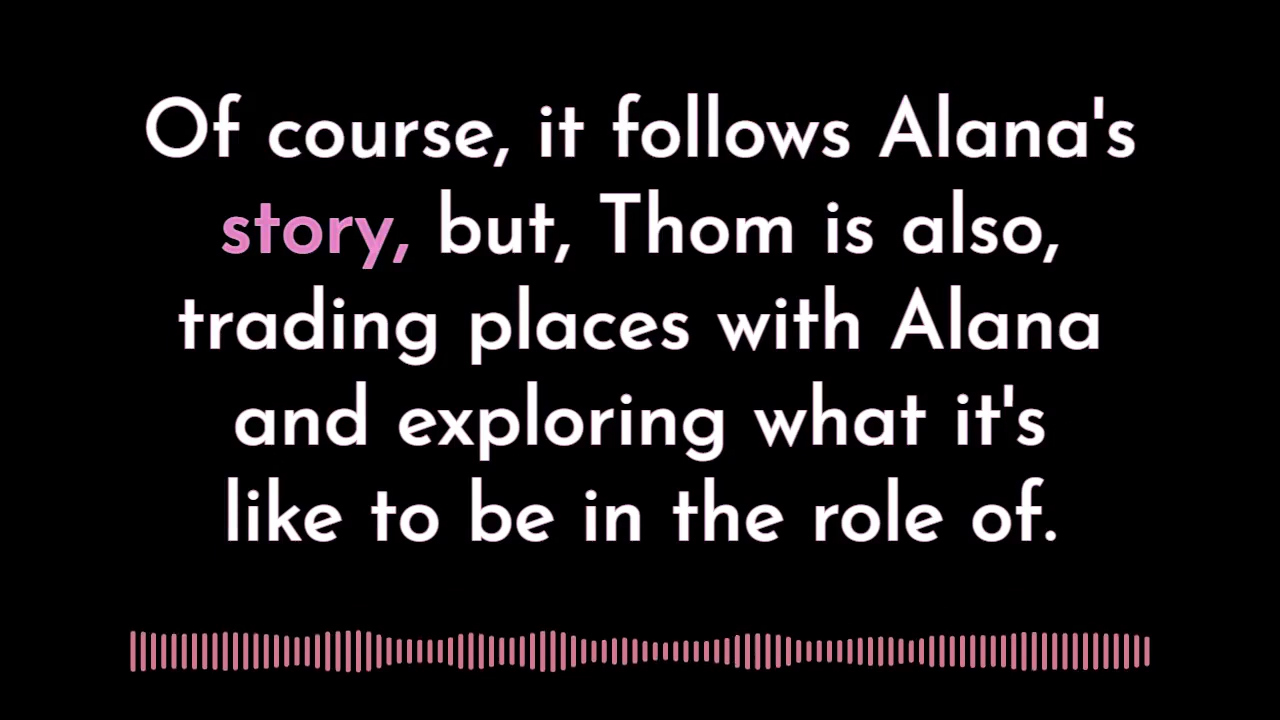 Of course, it follows Alana's
story, but, Thom is also,
trading places with Alana
and exploring what it's
like to be in the role of.